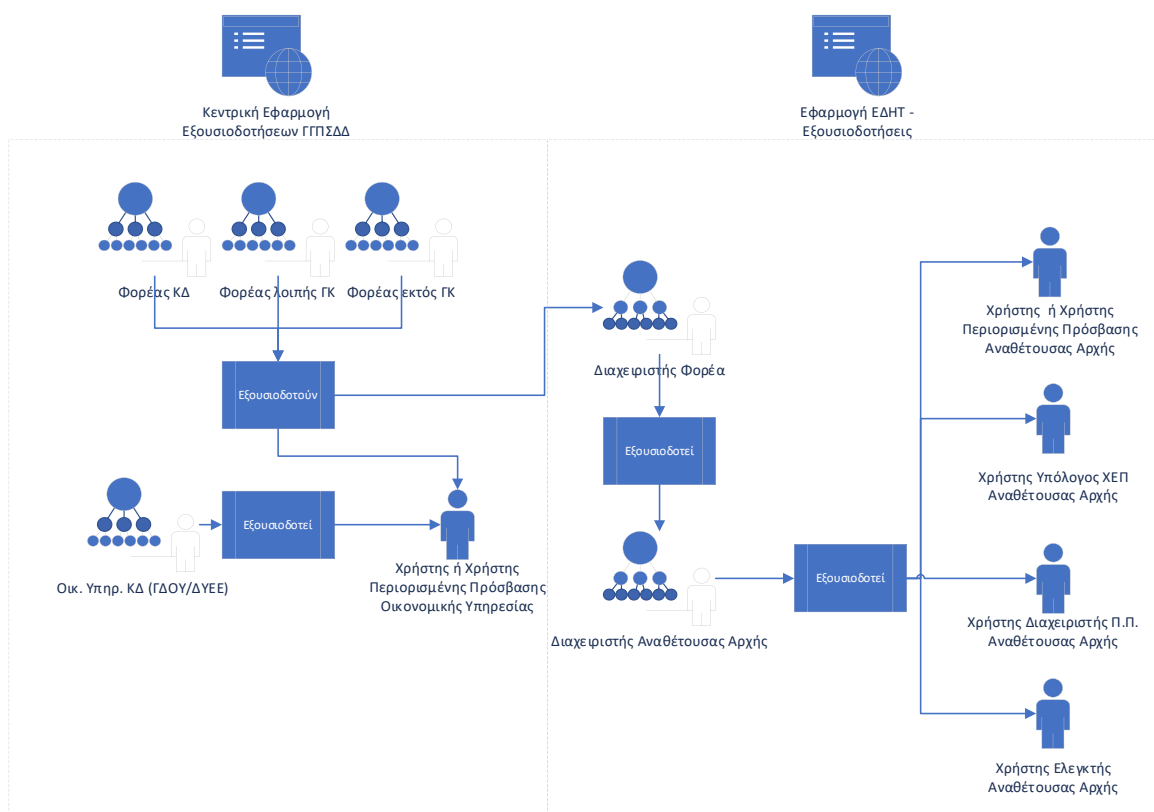 Κεντρική Εφαρμογή
Εξουσιοδοτήσεων ΓΓΠΣΔΔ
Εφαρμογή ΕΔΗΤ -
Εξουσιοδοτήσεις
Φορέας ΚΔ
Φορέας λοιπής ΓΚ
Φορέας εκτός ΓΚ
Εξουσιοδοτούν
Διαχειριστής Φορέα
Χρήστης ή Χρήστης
Περιορισμένης Πρόσβασης
Αναθέτουσας Αρχής
Εξουσιοδοτεί
Χρήστης Υπόλογος ΧΕΠ
Αναθέτουσας Αρχής
Οικ. Υπηρ. ΚΔ (ΓΔΟΥ/ΔΥΕΕ)
Εξουσιοδοτεί
Χρήστης ή Χρήστης
Περιορισμένης Πρόσβασης
Οικονομικής Υπηρεσίας
Διαχειριστής Αναθέτουσας Αρχής
Εξουσιοδοτεί
Χρήστης Διαχειριστής Π.Π.
Αναθέτουσας Αρχής
Χρήστης Ελεγκτής
Αναθέτουσας Αρχής